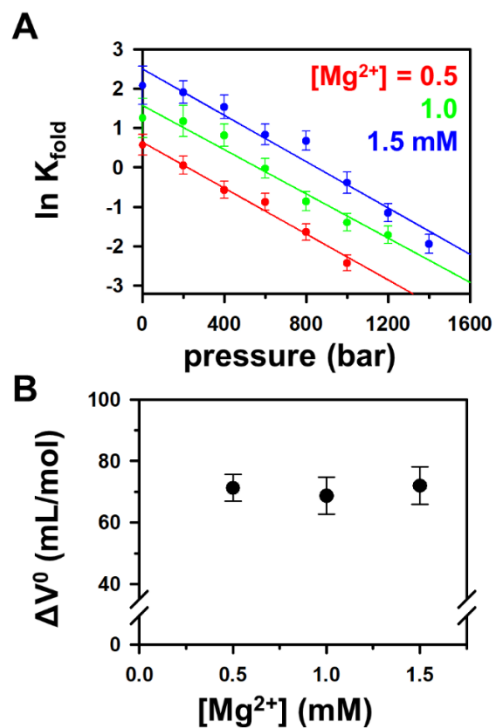 A
3
2
1
0
-1
-2
-3
ln K_fold
[Mg²⁺] = 0.5
1.0
1.5 mM
0 400 800 1200 1600
pressure (bar)
B
100
80
60
40
0
ΔV⁰ (mL/mol)
0.0 0.5 1.0 1.5
[Mg²⁺] (mM)